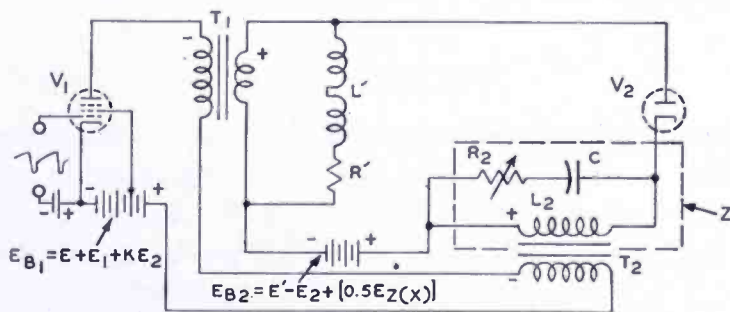 T1
- +
V1
L'
V2
R'
R2 C
L2
+
Z
- +
- +
- +
T2
-
EB1 = E+E1+KE2
EB2 = E'-E2+[0.5EZ(X)]